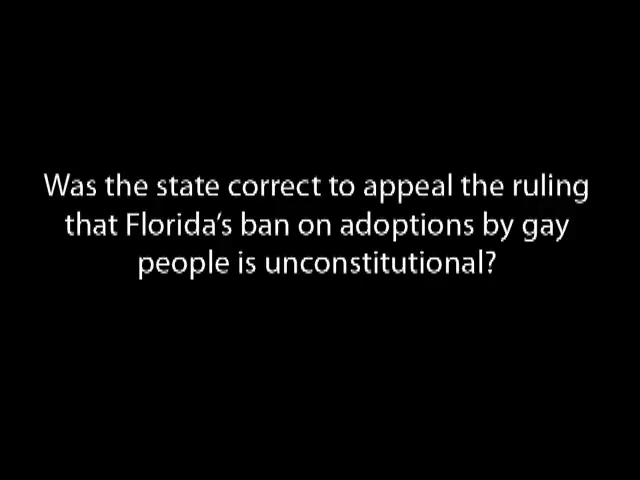 Was the state correct to appeal the ruling
that Florida's ban on adoptions by gay
people is unconstitutional?